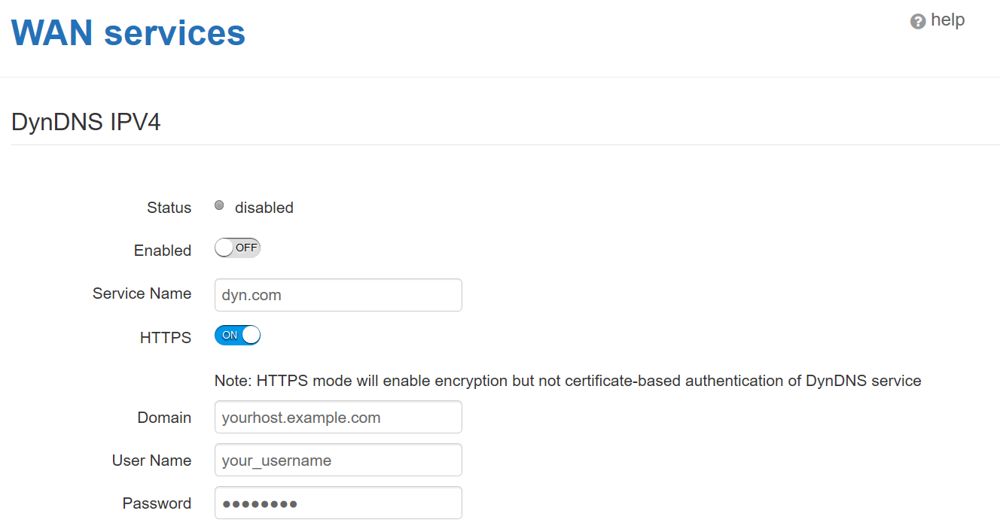 WAN services
? help
DynDNS IPV4
Status disabled
Enabled OFF
Service Name dyn.com
HTTPS ON
Note: HTTPS mode will enable encryption but not certificate-based authentication of DynDNS service
Domain yourhost.example.com
User Name your_username
Password ●●●●●●●●